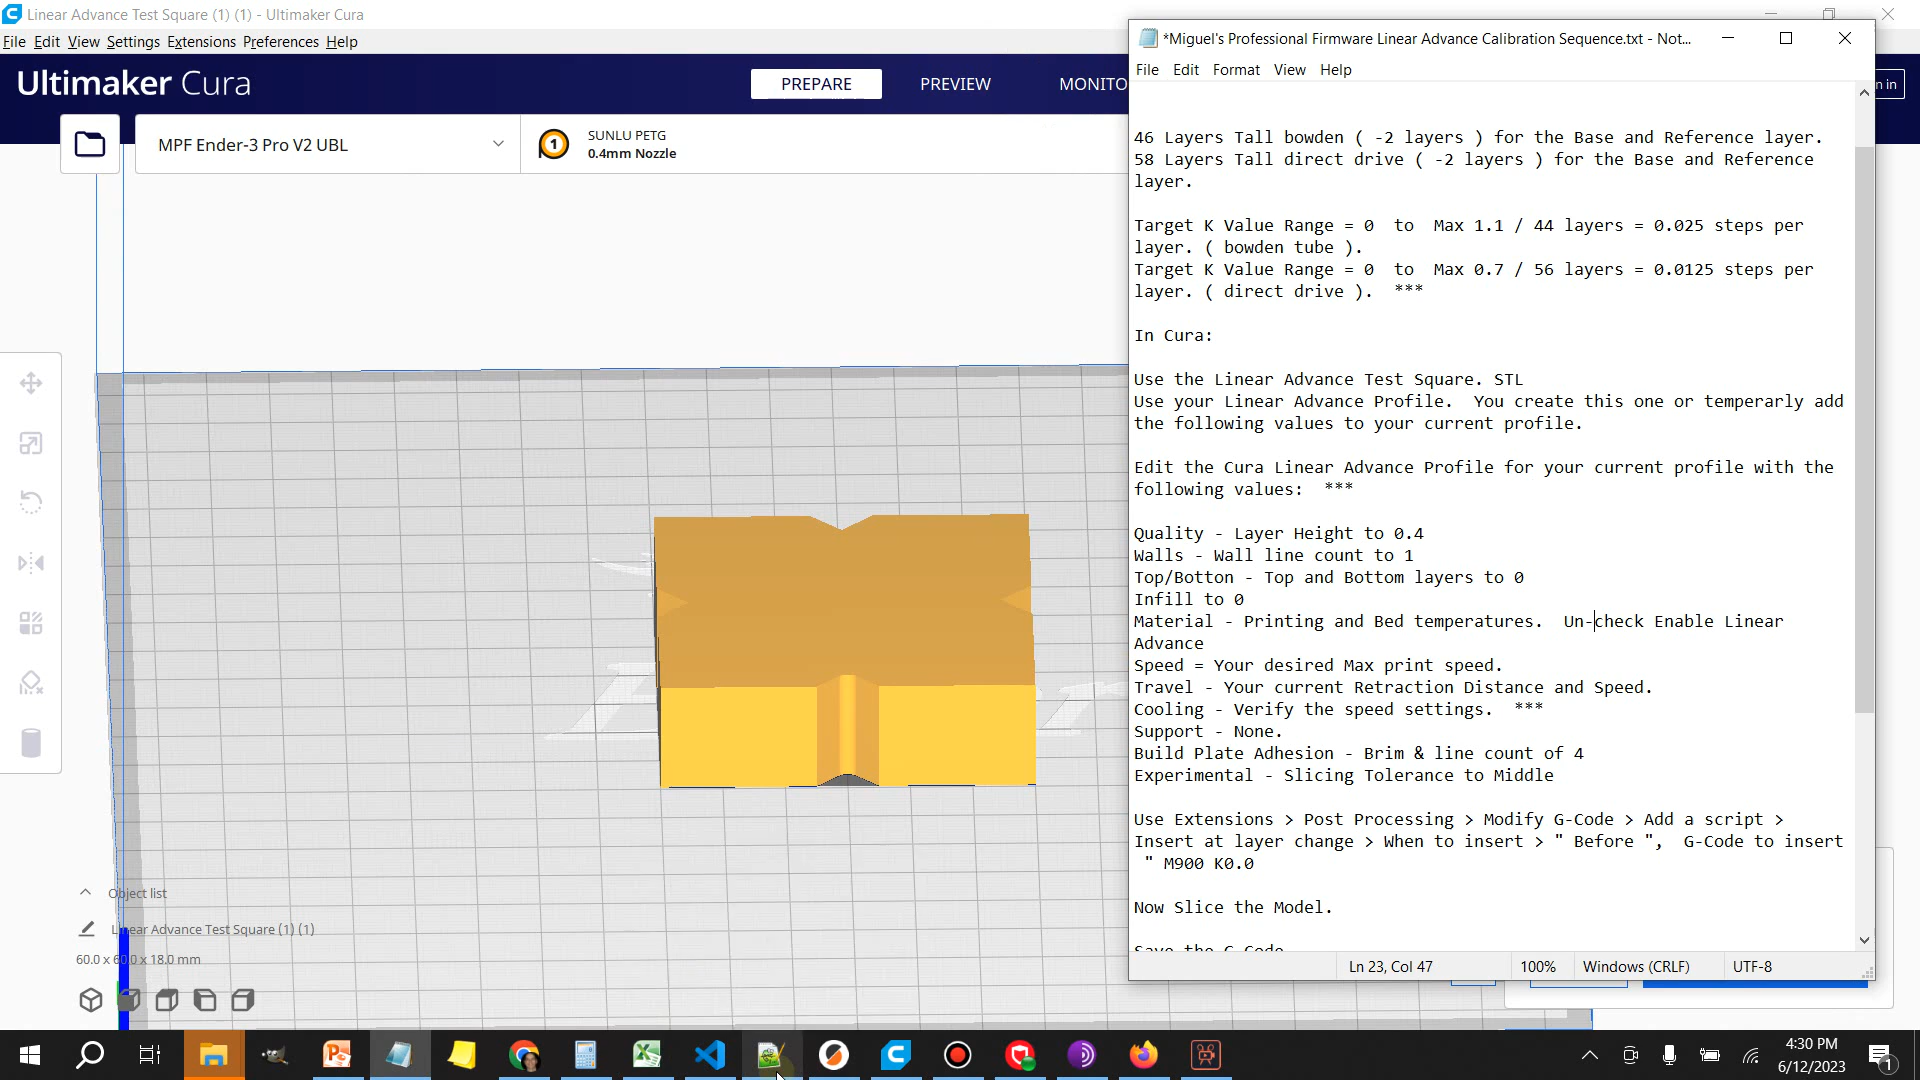 Linear Advance Test Square (1) (1) - Ultimaker Cura
File Edit View Settings Extensions Preferences Help
Ultimaker Cura
PREPARE
PREVIEW
MONITO
n in
MPF Ender-3 Pro V2 UBL
1
SUNLU PETG
0.4mm Nozzle
*Miguel's Professional Firmware Linear Advance Calibration Sequence.txt - Not...
File Edit Format View Help
46 Layers Tall bowden ( -2 layers ) for the Base and Reference layer.
58 Layers Tall direct drive ( -2 layers ) for the Base and Reference
layer.
Target K Value Range = 0  to  Max 1.1 / 44 layers = 0.025 steps per
layer. ( bowden tube ).
Target K Value Range = 0  to  Max 0.7 / 56 layers = 0.0125 steps per
layer. ( direct drive ).  ***
In Cura:
Use the Linear Advance Test Square. STL
Use your Linear Advance Profile.  You create this one or temperarly add
the following values to your current profile.
Edit the Cura Linear Advance Profile for your current profile with the
following values:  ***
Quality - Layer Height to 0.4
Walls - Wall line count to 1
Top/Botton - Top and Bottom layers to 0
Infill to 0
Material - Printing and Bed temperatures.  Un-check Enable Linear
Advance
Speed = Your desired Max print speed.
Travel - Your current Retraction Distance and Speed.
Cooling - Verify the speed settings.  ***
Support - None.
Build Plate Adhesion - Brim & line count of 4
Experimental - Slicing Tolerance to Middle
Use Extensions > Post Processing > Modify G-Code > Add a script >
Insert at layer change > When to insert > " Before ",  G-Code to insert
" M900 K0.0
Now Slice the Model.
Save the G-Code
Ln 23, Col 47
100%
Windows (CRLF)
UTF-8
Object list
Linear Advance Test Square (1) (1)
60.0 x 60.0 x 18.0 mm
4:30 PM
6/12/2023
1